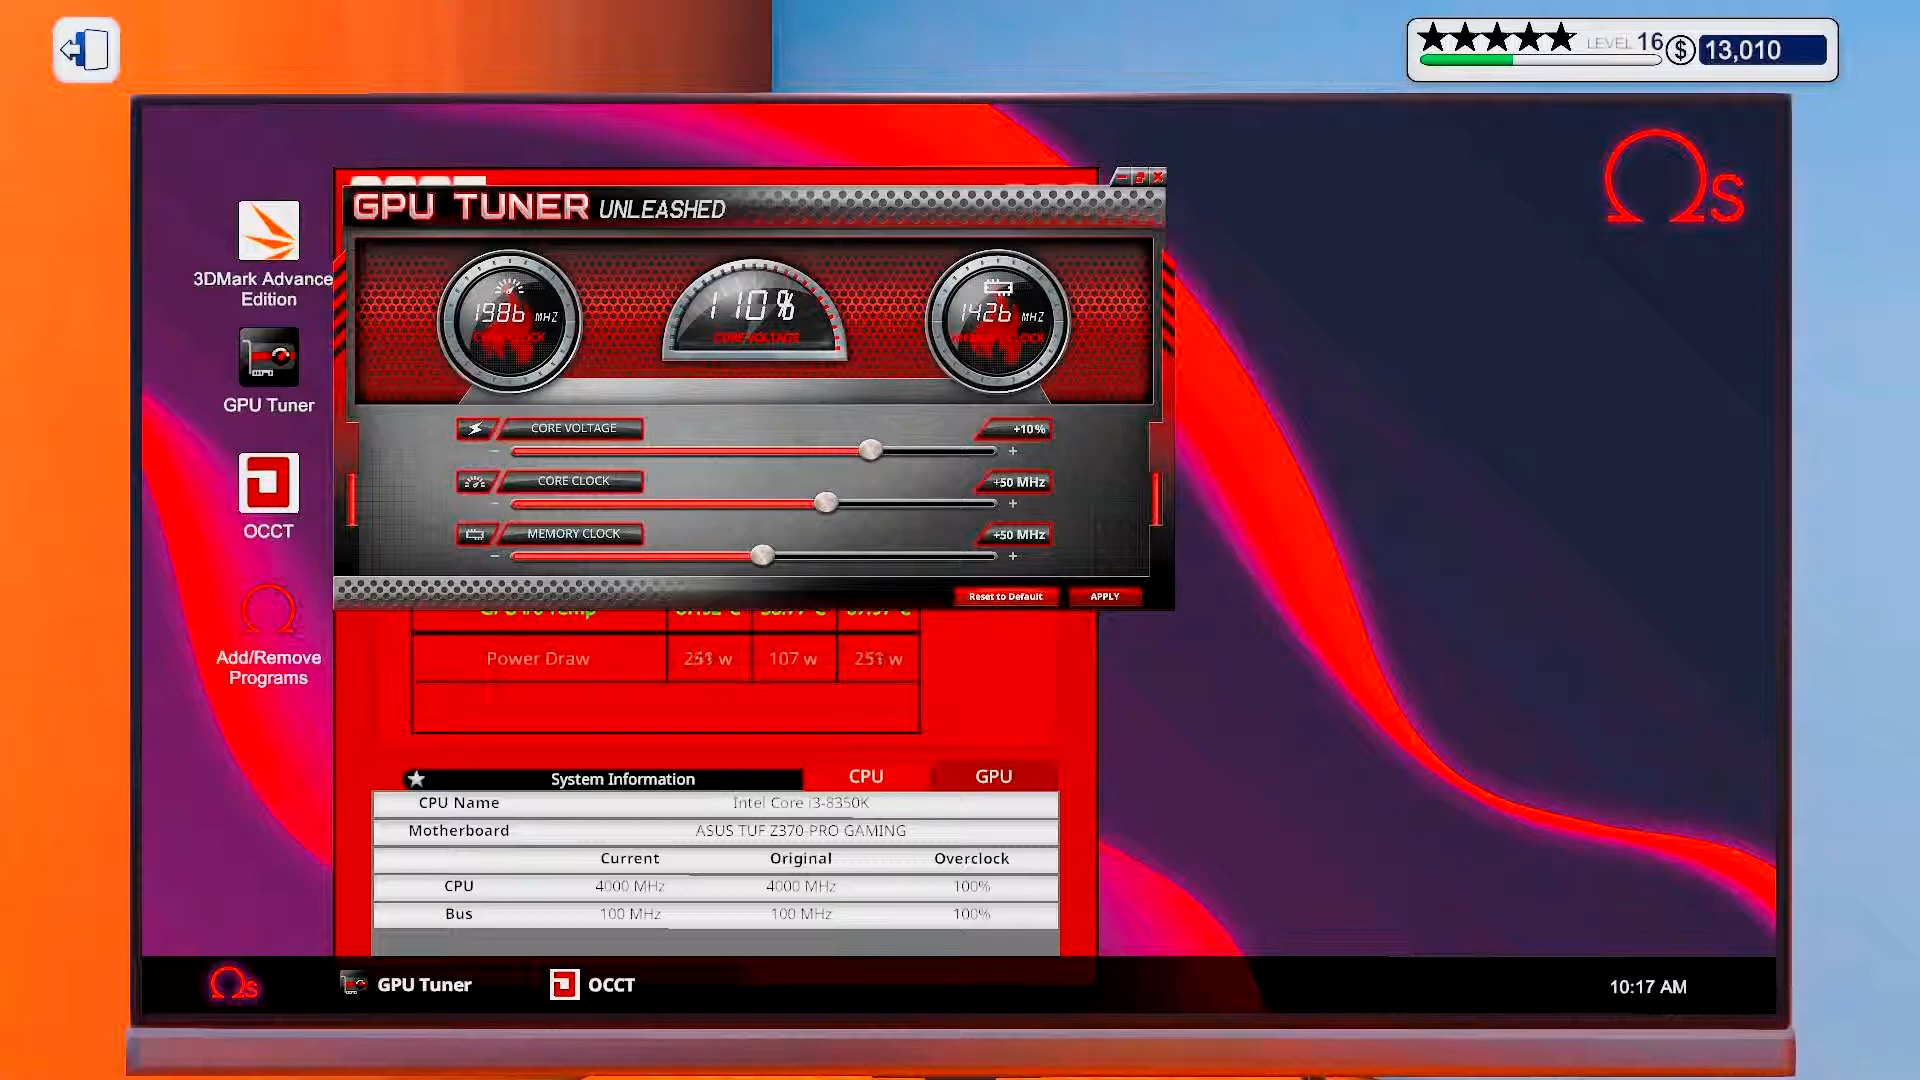 LEVEL 16
$ 13,010
Ωs
3DMark Advance
Edition
GPU Tuner
OCCT
Add/Remove
Programs
GPU TUNER UNLEASHED
1986 MHZ
110%
CORE VOLTAGE
1426 MHZ
CORE VOLTAGE
+10%
CORE CLOCK
+50 MHz
MEMORY CLOCK
+50 MHz
Reset to Default
APPLY
Power Draw 107 w
System Information
CPU
GPU
CPU Name Intel Core i3-8350K
Motherboard ASUS TUF Z370-PRO GAMING
Current Original Overclock
CPU 4000 MHz 4000 MHz 100%
Bus 100 MHz 100 MHz 100%
Ωs
GPU Tuner
OCCT
10:17 AM